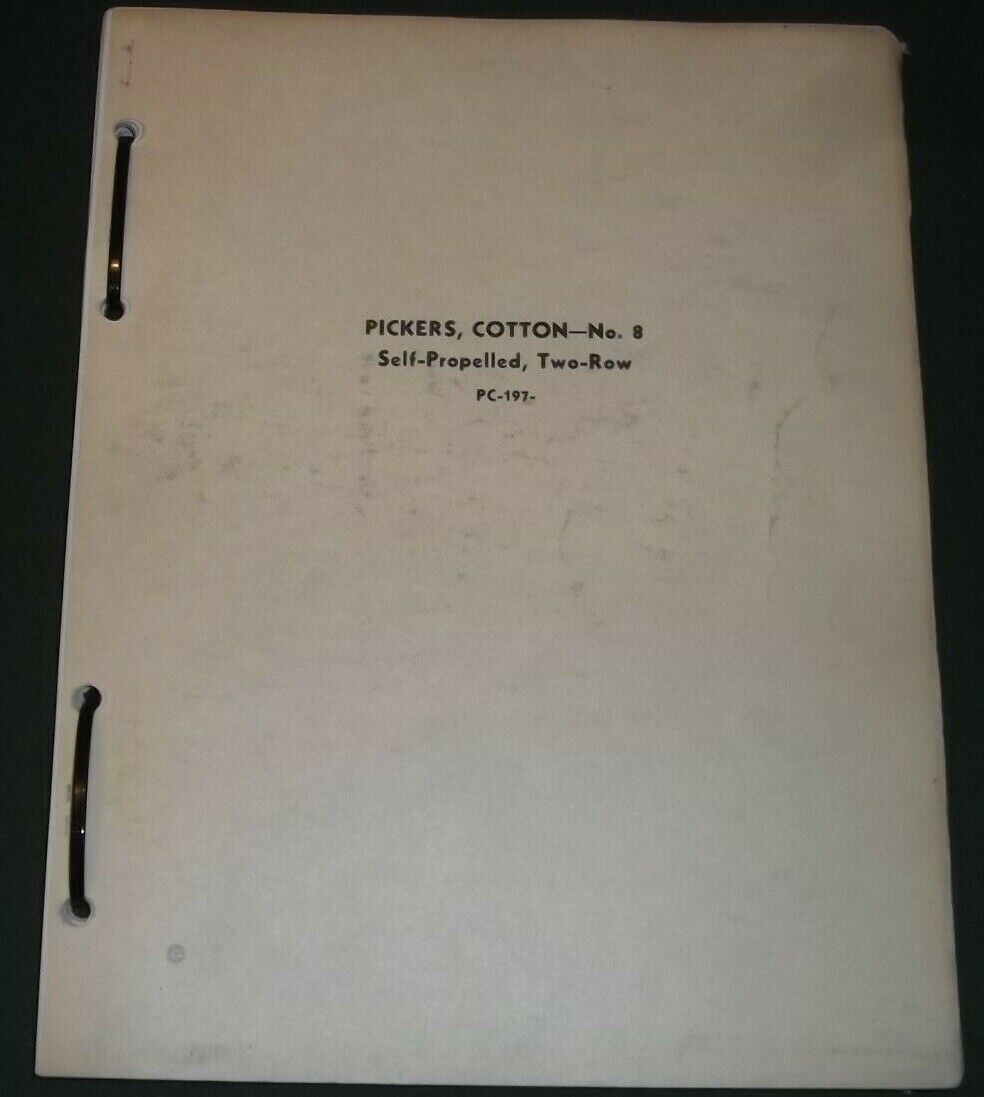 PICKERS, COTTON—No. 8
Self-Propelled, Two-Row
PC-197-